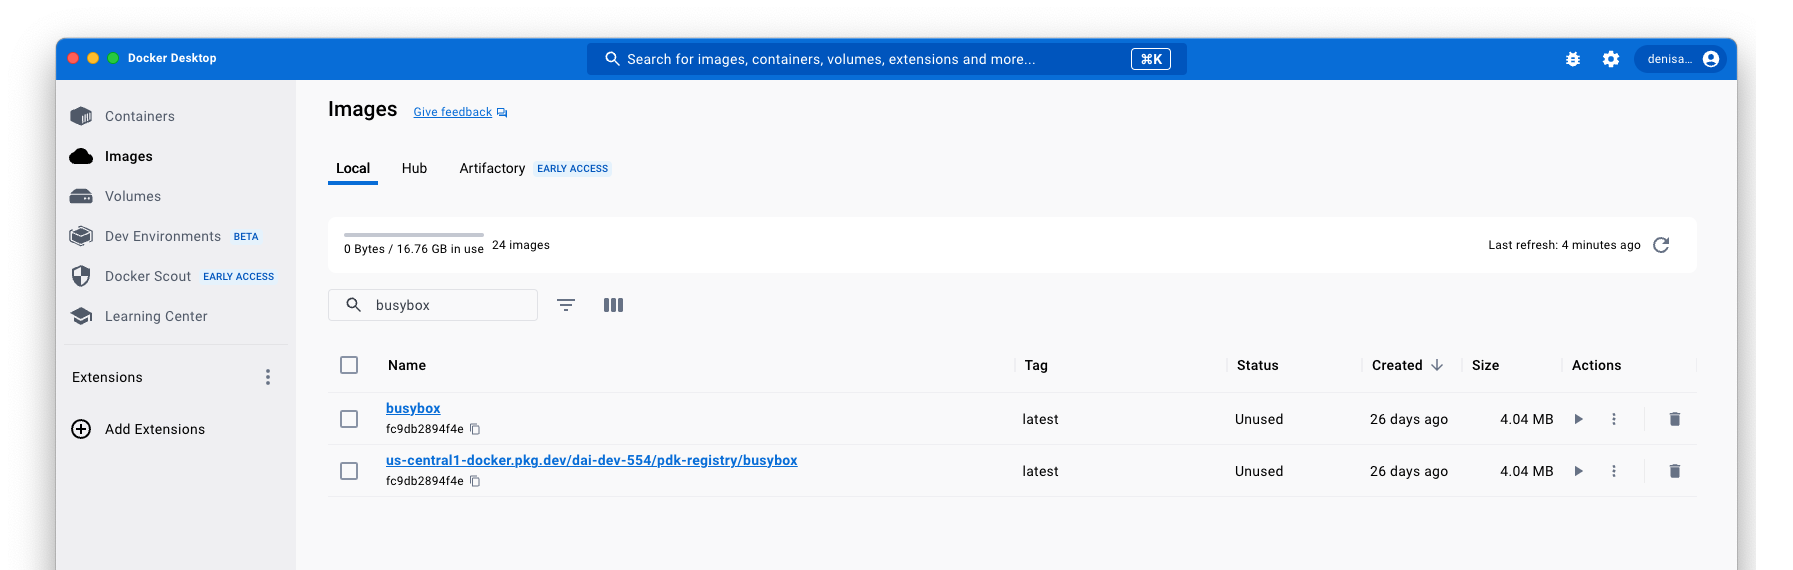 Docker Desktop
Search for images, containers, volumes, extensions and more...
⌘K
denisa...
Containers
Images
Volumes
Dev Environments BETA
Docker Scout EARLY ACCESS
Learning Center
Extensions
Add Extensions
Images Give feedback
Local Hub Artifactory EARLY ACCESS
0 Bytes / 16.76 GB in use 24 images
Last refresh: 4 minutes ago
busybox
Name Tag Status Created Size Actions
busybox
fc9db2894f4e
latest Unused 26 days ago 4.04 MB
us-central1-docker.pkg.dev/dai-dev-554/pdk-registry/busybox
fc9db2894f4e
latest Unused 26 days ago 4.04 MB